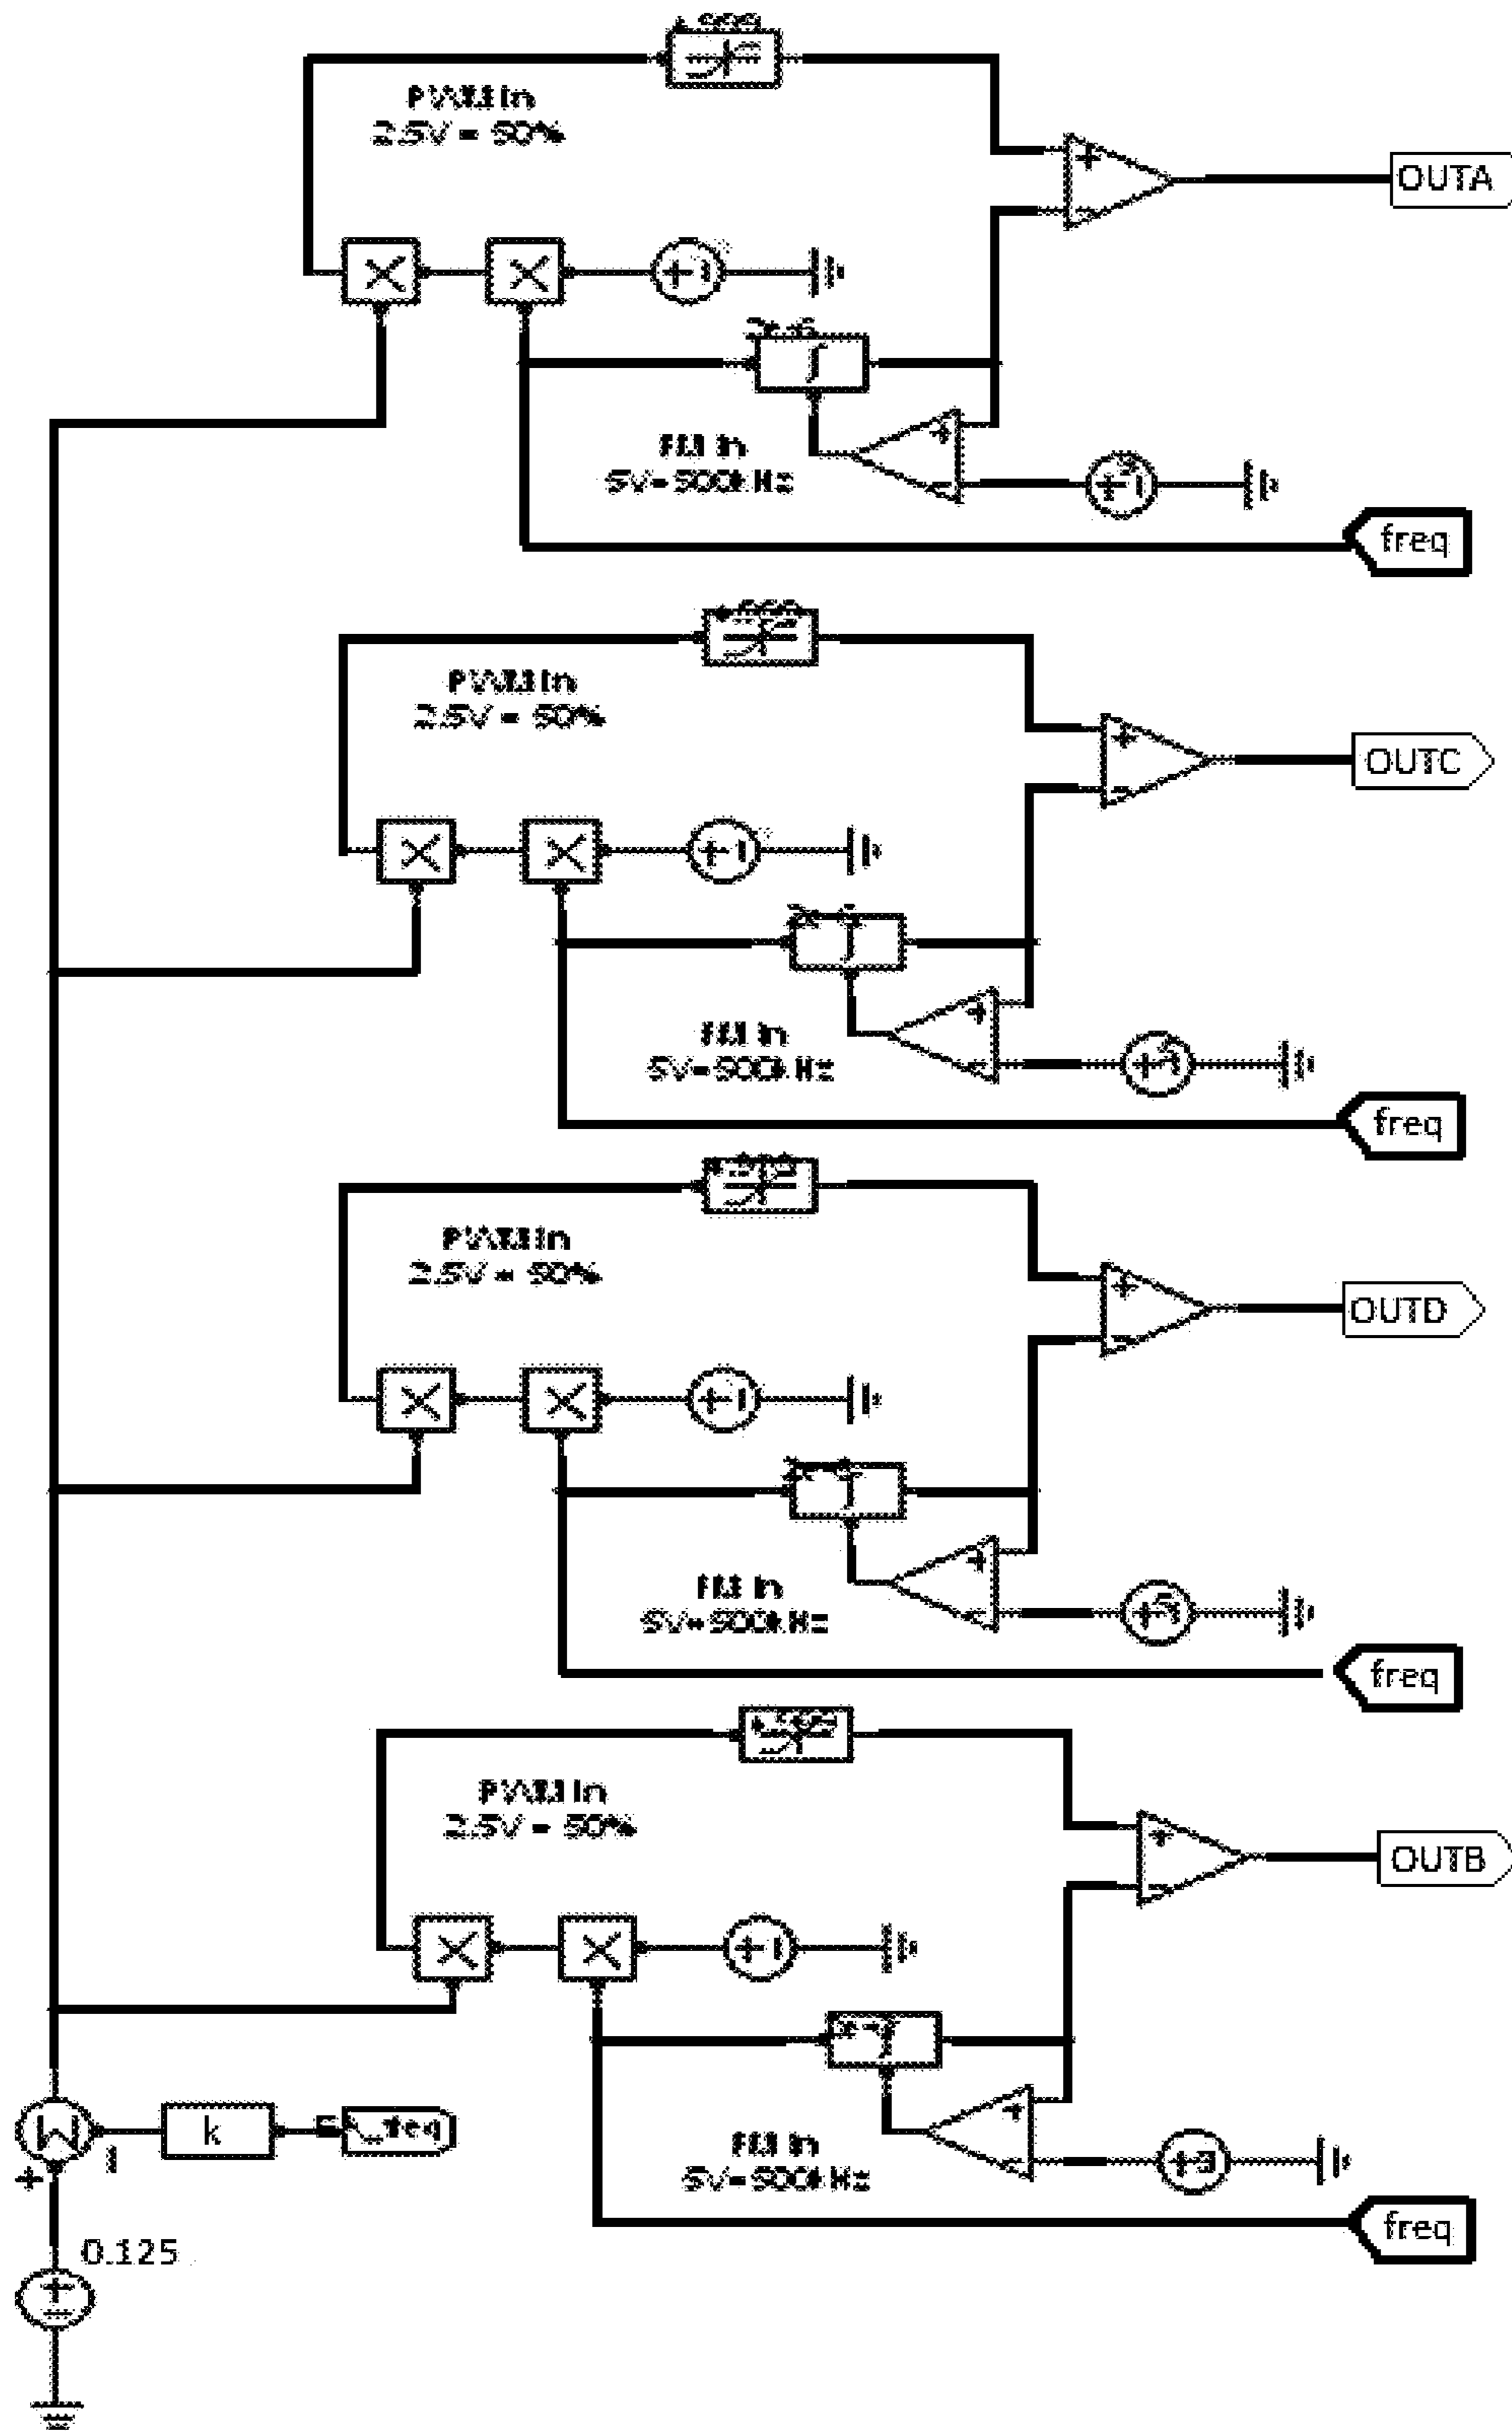 PWM In
2.5V = 50%
OUTA
FM In
5V=500kHz
freq
PWM In
2.5V = 50%
OUTC
FM In
5V=500kHz
freq
PWM In
2.5V = 50%
OUTD
FM In
5V=500kHz
freq
PWM In
2.5V = 50%
OUTB
k
FM In
5V=500kHz
freq
0.125